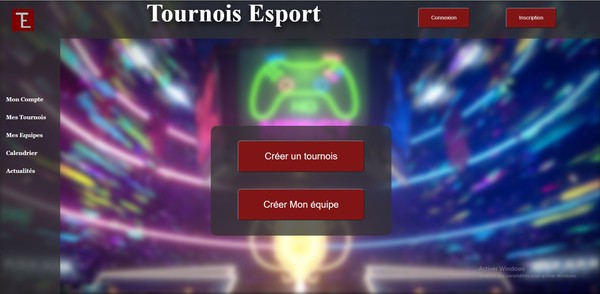 TE
Tournois Esport
Connexion
Inscription
Mon Compte
Mes Tournois
Mes Equipes
Calendrier
Actualités
Créer un tournois
Créer Mon équipe
Activer Windows